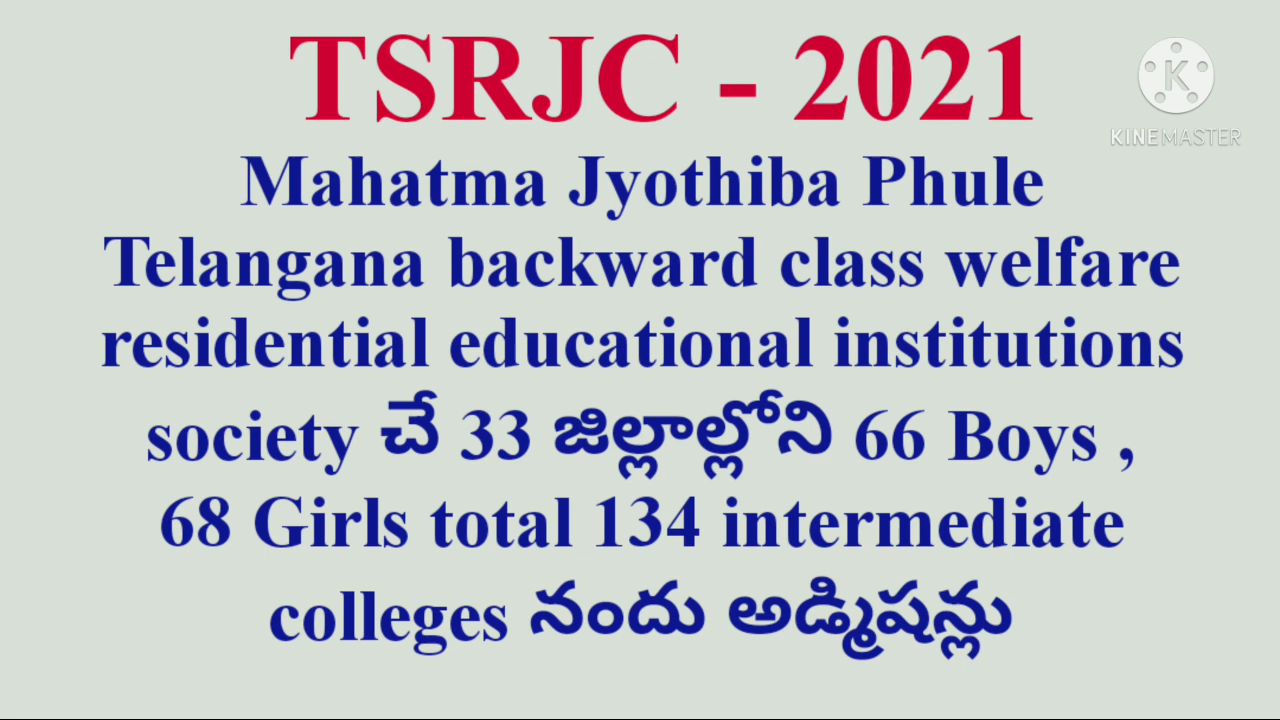 TSRJC - 2021
K
KINEMASTER
Mahatma Jyothiba Phule
Telangana backward class welfare
residential educational institutions
society చే 33 జిల్లాల్లోని 66 Boys ,
68 Girls total 134 intermediate
colleges నందు అడ్మిషన్లు